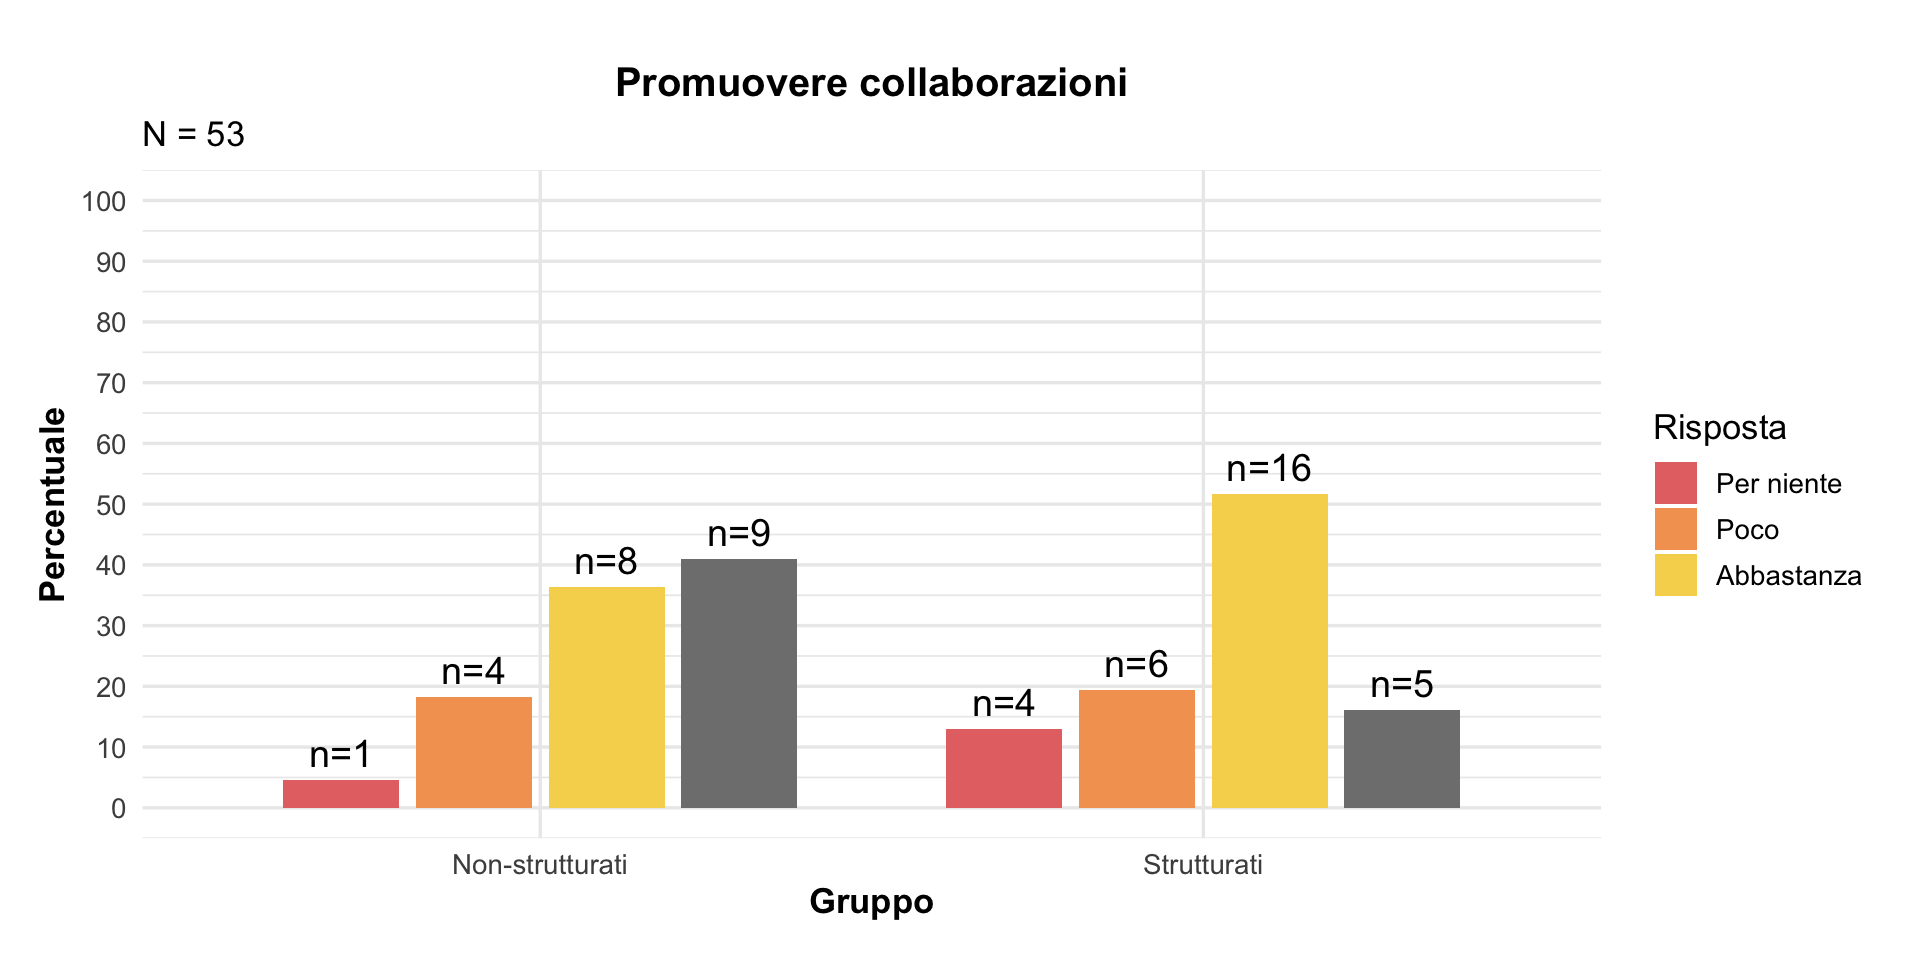 Promuovere collaborazioni
N = 53
100
90
80
70
60
50
40
30
20
10
0
Percentuale
n=1
n=4
n=8
n=9
n=4
n=6
n=16
n=5
Non-strutturati
Strutturati
Gruppo
Risposta
Per niente
Poco
Abbastanza